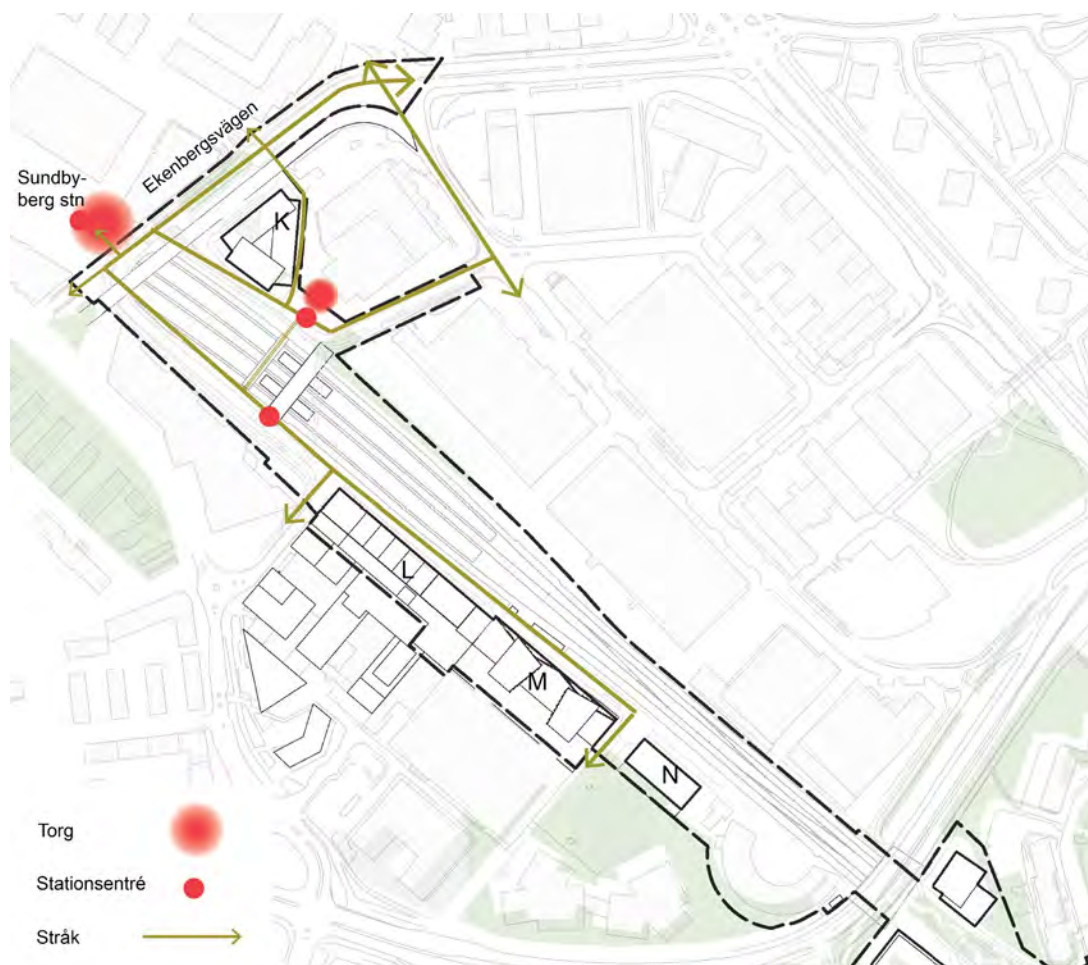 Ekenbergsvägen
Sundby-
berg stn
K
L
M
N
Torg
Stationsentré
Stråk